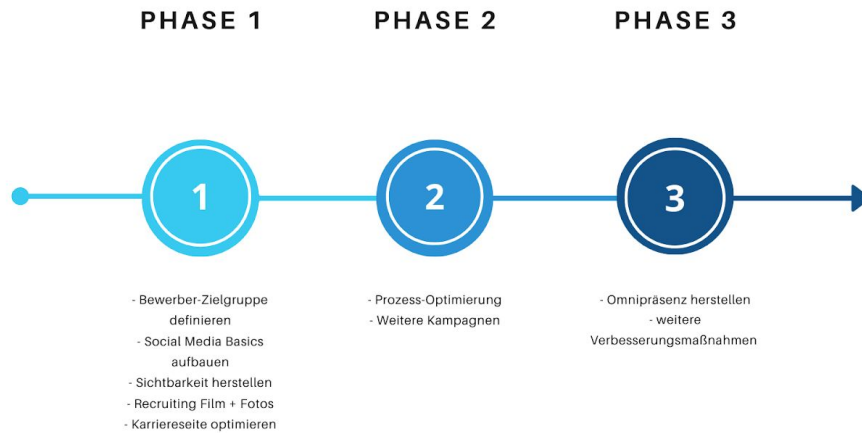 PHASE 1
PHASE 2
PHASE 3
1
2
3
- Bewerber-Zielgruppe
definieren
- Social Media Basics
aufbauen
- Sichtbarkeit herstellen
- Recruiting Film + Fotos
- Karriereseite optimieren
- Prozess-Optimierung
- Weitere Kampagnen
- Omnipräsenz herstellen
- weitere
Verbesserungsmaßnahmen